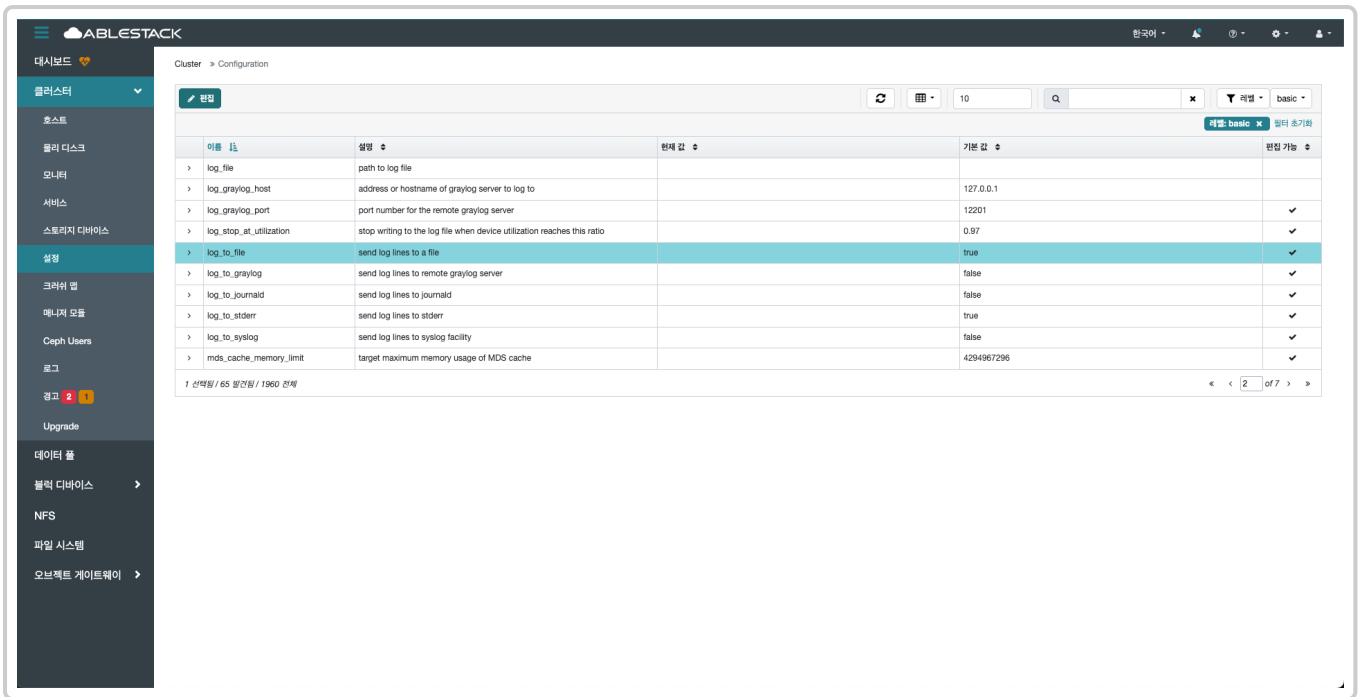 ABLESTACK
한국어
대시보드
Cluster » Configuration
클러스터
편집
10
레벨
basic
호스트
레벨: basic ×
필터 초기화
물리 디스크
이름
설명
현재 값
기본 값
편집 가능
모니터
log_file
path to log file
log_graylog_host
address or hostname of graylog server to log to
127.0.0.1
서비스
log_graylog_port
port number for the remote graylog server
12201
스토리지 디바이스
log_stop_at_utilization
stop writing to the log file when device utilization reaches this ratio
0.97
설정
log_to_file
send log lines to a file
true
log_to_graylog
send log lines to remote graylog server
false
크러쉬 맵
log_to_journald
send log lines to journald
false
매니저 모듈
log_to_stderr
send log lines to stderr
true
Ceph Users
log_to_syslog
send log lines to syslog facility
false
mds_cache_memory_limit
target maximum memory usage of MDS cache
4294967296
로그
1 선택됨 / 65 발견됨 / 1960 전체
« ‹ 2 of 7 › »
경고 2 1
Upgrade
데이터 풀
블럭 디바이스
NFS
파일 시스템
오브젝트 게이트웨이